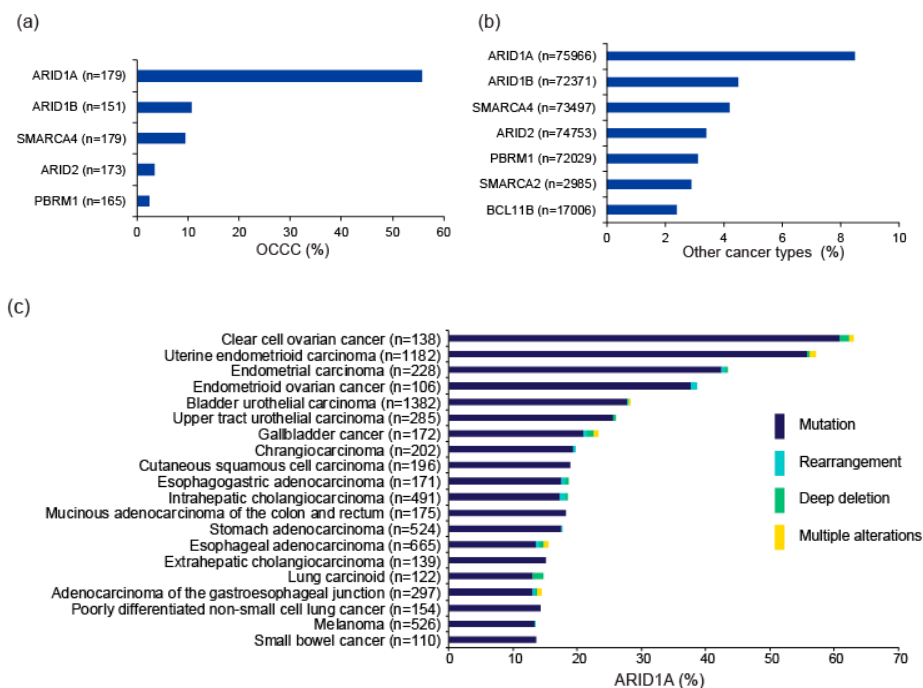 (a)
ARID1A (n=179)
ARID1B (n=151)
SMARCA4 (n=179)
ARID2 (n=173)
PBRM1 (n=165)
0 10 20 30 40 50 60
OCCC (%)
(b)
ARID1A (n=75966)
ARID1B (n=72371)
SMARCA4 (n=73497)
ARID2 (n=74753)
PBRM1 (n=72029)
SMARCA2 (n=2985)
BCL11B (n=17006)
0 2 4 6 8 10
Other cancer types (%)
(c)
Clear cell ovarian cancer (n=138)
Uterine endometrioid carcinoma (n=1182)
Endometrial carcinoma (n=228)
Endometrioid ovarian cancer (n=106)
Bladder urothelial carcinoma (n=1382)
Upper tract urothelial carcinoma (n=285)
Gallbladder cancer (n=172)
Chrangiocarcinoma (n=202)
Cutaneous squamous cell carcinoma (n=196)
Esophagogastric adenocarcinoma (n=171)
Intrahepatic cholangiocarcinoma (n=491)
Mucinous adenocarcinoma of the colon and rectum (n=175)
Stomach adenocarcinoma (n=524)
Esophageal adenocarcinoma (n=665)
Extrahepatic cholangiocarcinoma (n=139)
Lung carcinoid (n=122)
Adenocarcinoma of the gastroesophageal junction (n=297)
Poorly differentiated non-small cell lung cancer (n=154)
Melanoma (n=526)
Small bowel cancer (n=110)
0 10 20 30 40 50 60 70
ARID1A (%)
Mutation
Rearrangement
Deep deletion
Multiple alterations